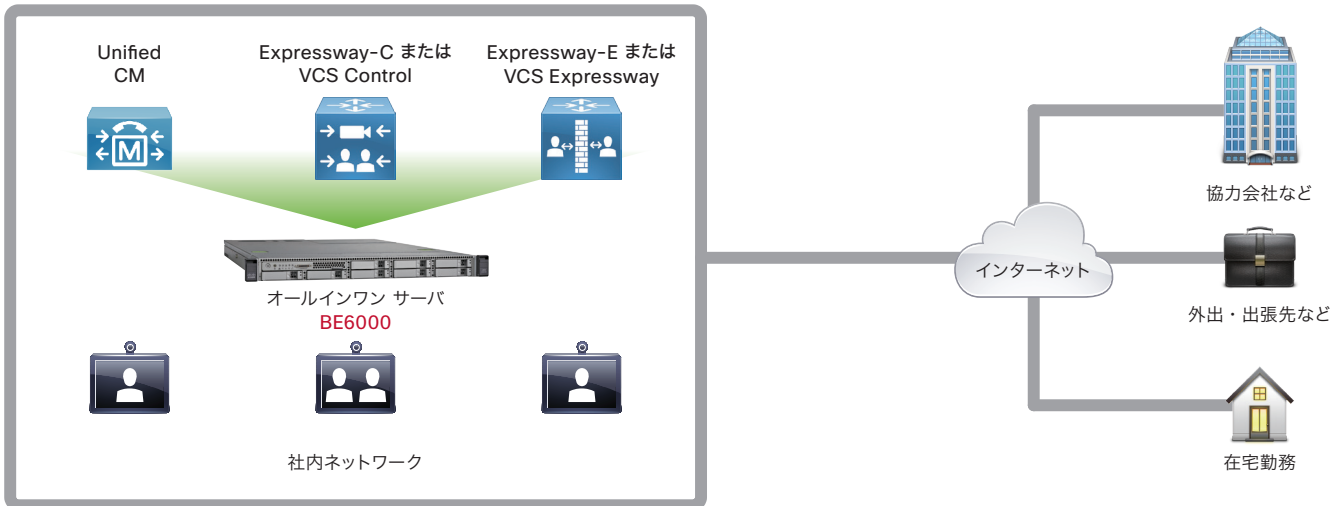 Unified
CM
Expressway-C または
VCS Control
Expressway-E または
VCS Expressway
M
オールインワン サーバ
BE6000
社内ネットワーク
インターネット
協力会社など
外出・出張先など
在宅勤務